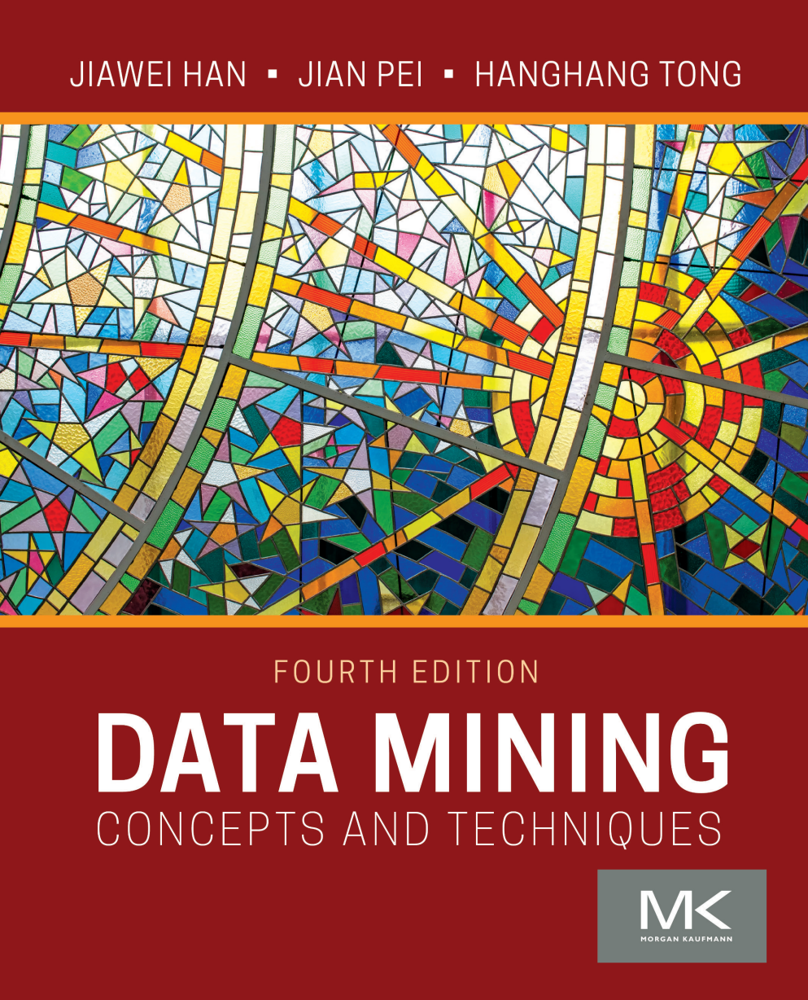 JIAWEI HAN ▪ JIAN PEI ▪ HANGHANG TONG
FOURTH EDITION
DATA MINING
CONCEPTS AND TECHNIQUES
MK
MORGAN KAUFMANN